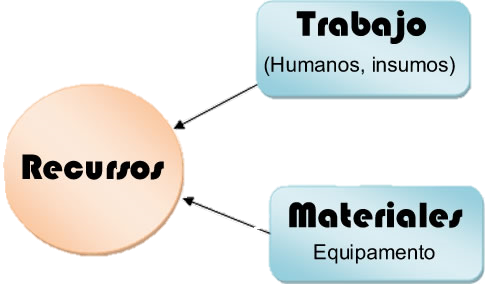 Trabajo
(Humanos, insumos)
Recursos
Materiales
Equipamento